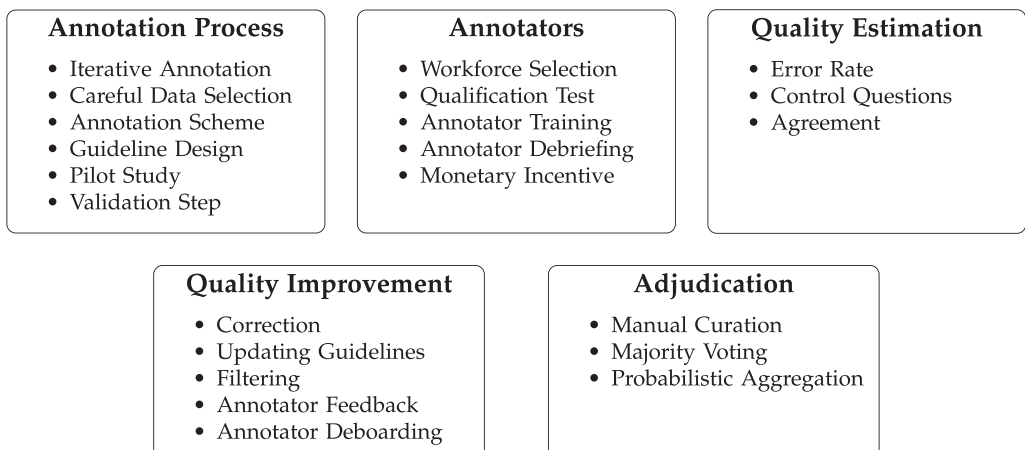 Annotation Process
• Iterative Annotation
• Careful Data Selection
• Annotation Scheme
• Guideline Design
• Pilot Study
• Validation Step
Annotators
• Workforce Selection
• Qualification Test
• Annotator Training
• Annotator Debriefing
• Monetary Incentive
Quality Estimation
• Error Rate
• Control Questions
• Agreement
Quality Improvement
• Correction
• Updating Guidelines
• Filtering
• Annotator Feedback
• Annotator Deboarding
Adjudication
• Manual Curation
• Majority Voting
• Probabilistic Aggregation